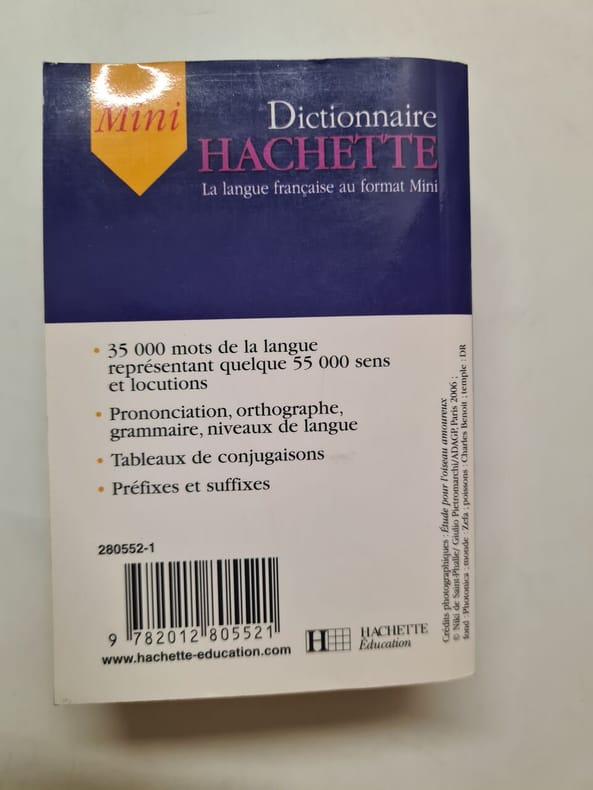 Mini
Dictionnaire
HACHETTE
La langue française au format Mini
• 35 000 mots de la langue
représentant quelque 55 000 sens
et locutions
• Prononciation, orthographe,
grammaire, niveaux de langue
• Tableaux de conjugaisons
• Préfixes et suffixes
280552-1
9 782012 805521
www.hachette-education.com
H HACHETTE
Éducation
Crédits photographiques : Étude pour l'oiseau amoureux
© Niki de Saint-Phalle/ Giulio Pietromarchi/ADAGP, Paris 2006 ;
fond : Photonica ; monde : Zefa ; poissons : Charles Benoit ; temple : DR